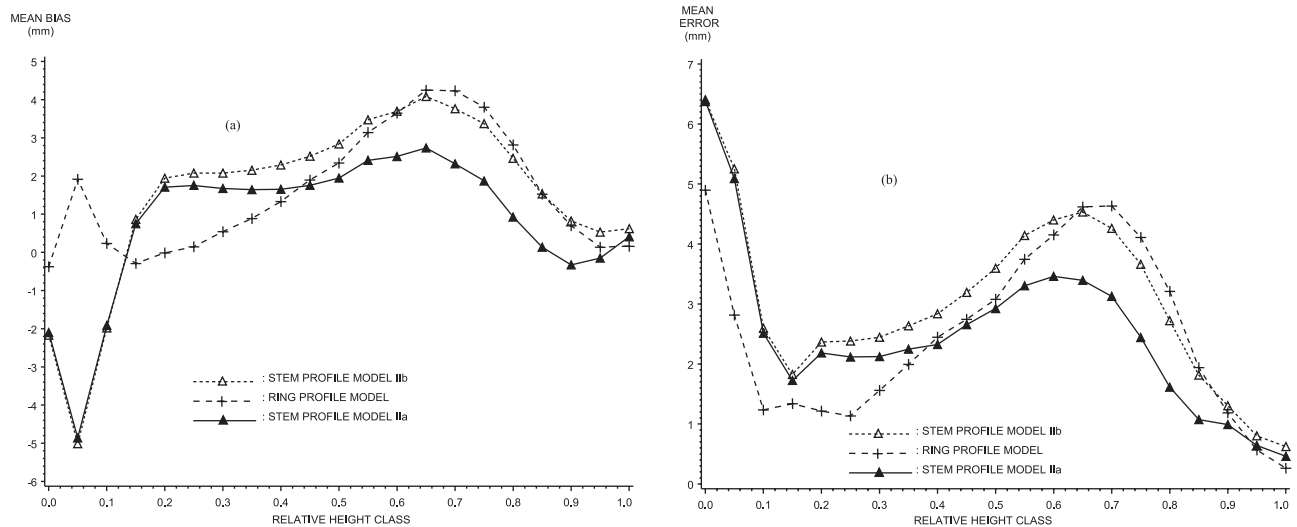 MEAN BIAS
(mm)
5
4
3
2
1
0
-1
-2
-3
-4
-5
-6
(a)
: STEM PROFILE MODEL IIb
: RING PROFILE MODEL
: STEM PROFILE MODEL IIa
0.0 0.1 0.2 0.3 0.4 0.5 0.6 0.7 0.8 0.9 1.0
RELATIVE HEIGHT CLASS
MEAN
ERROR
(mm)
7
6
5
4
3
2
1
0
(b)
: STEM PROFILE MODEL IIb
: RING PROFILE MODEL
: STEM PROFILE MODEL IIa
0.0 0.1 0.2 0.3 0.4 0.5 0.6 0.7 0.8 0.9 1.0
RELATIVE HEIGHT CLASS